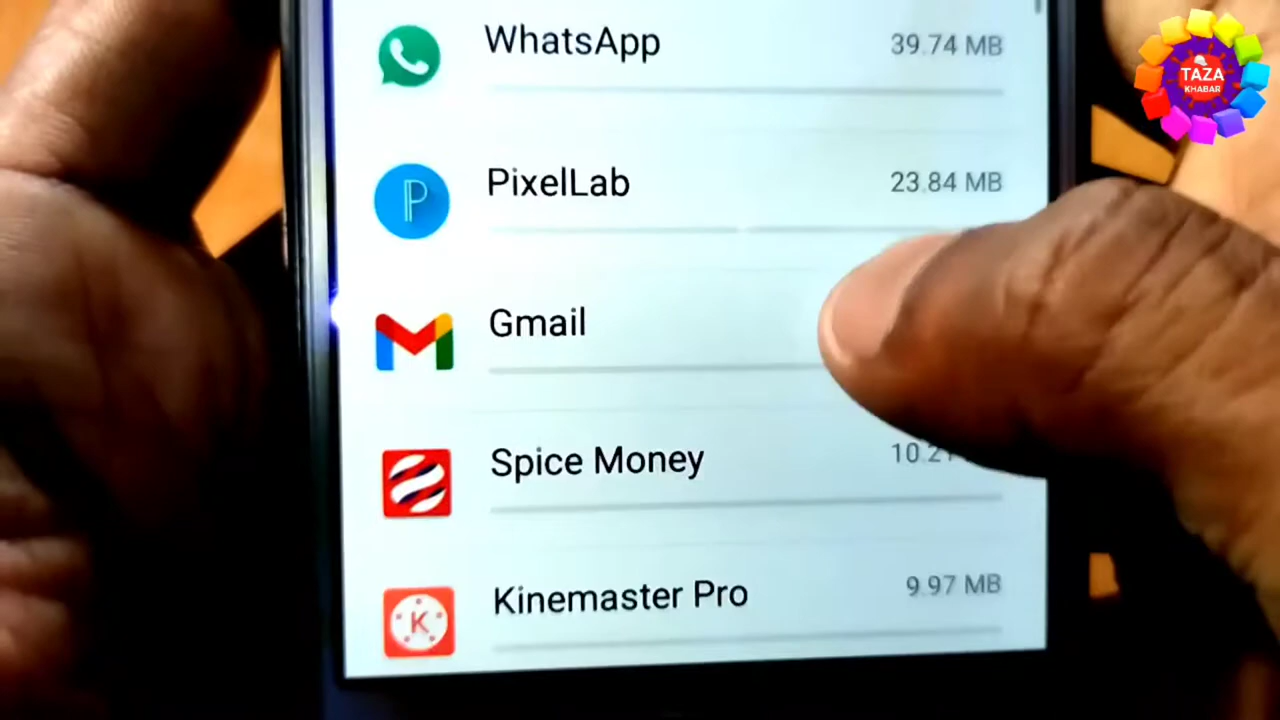 WhatsApp 39.74 MB
PixelLab 23.84 MB
Gmail
Spice Money
Kinemaster Pro 9.97 MB
TAZA
KHABAR